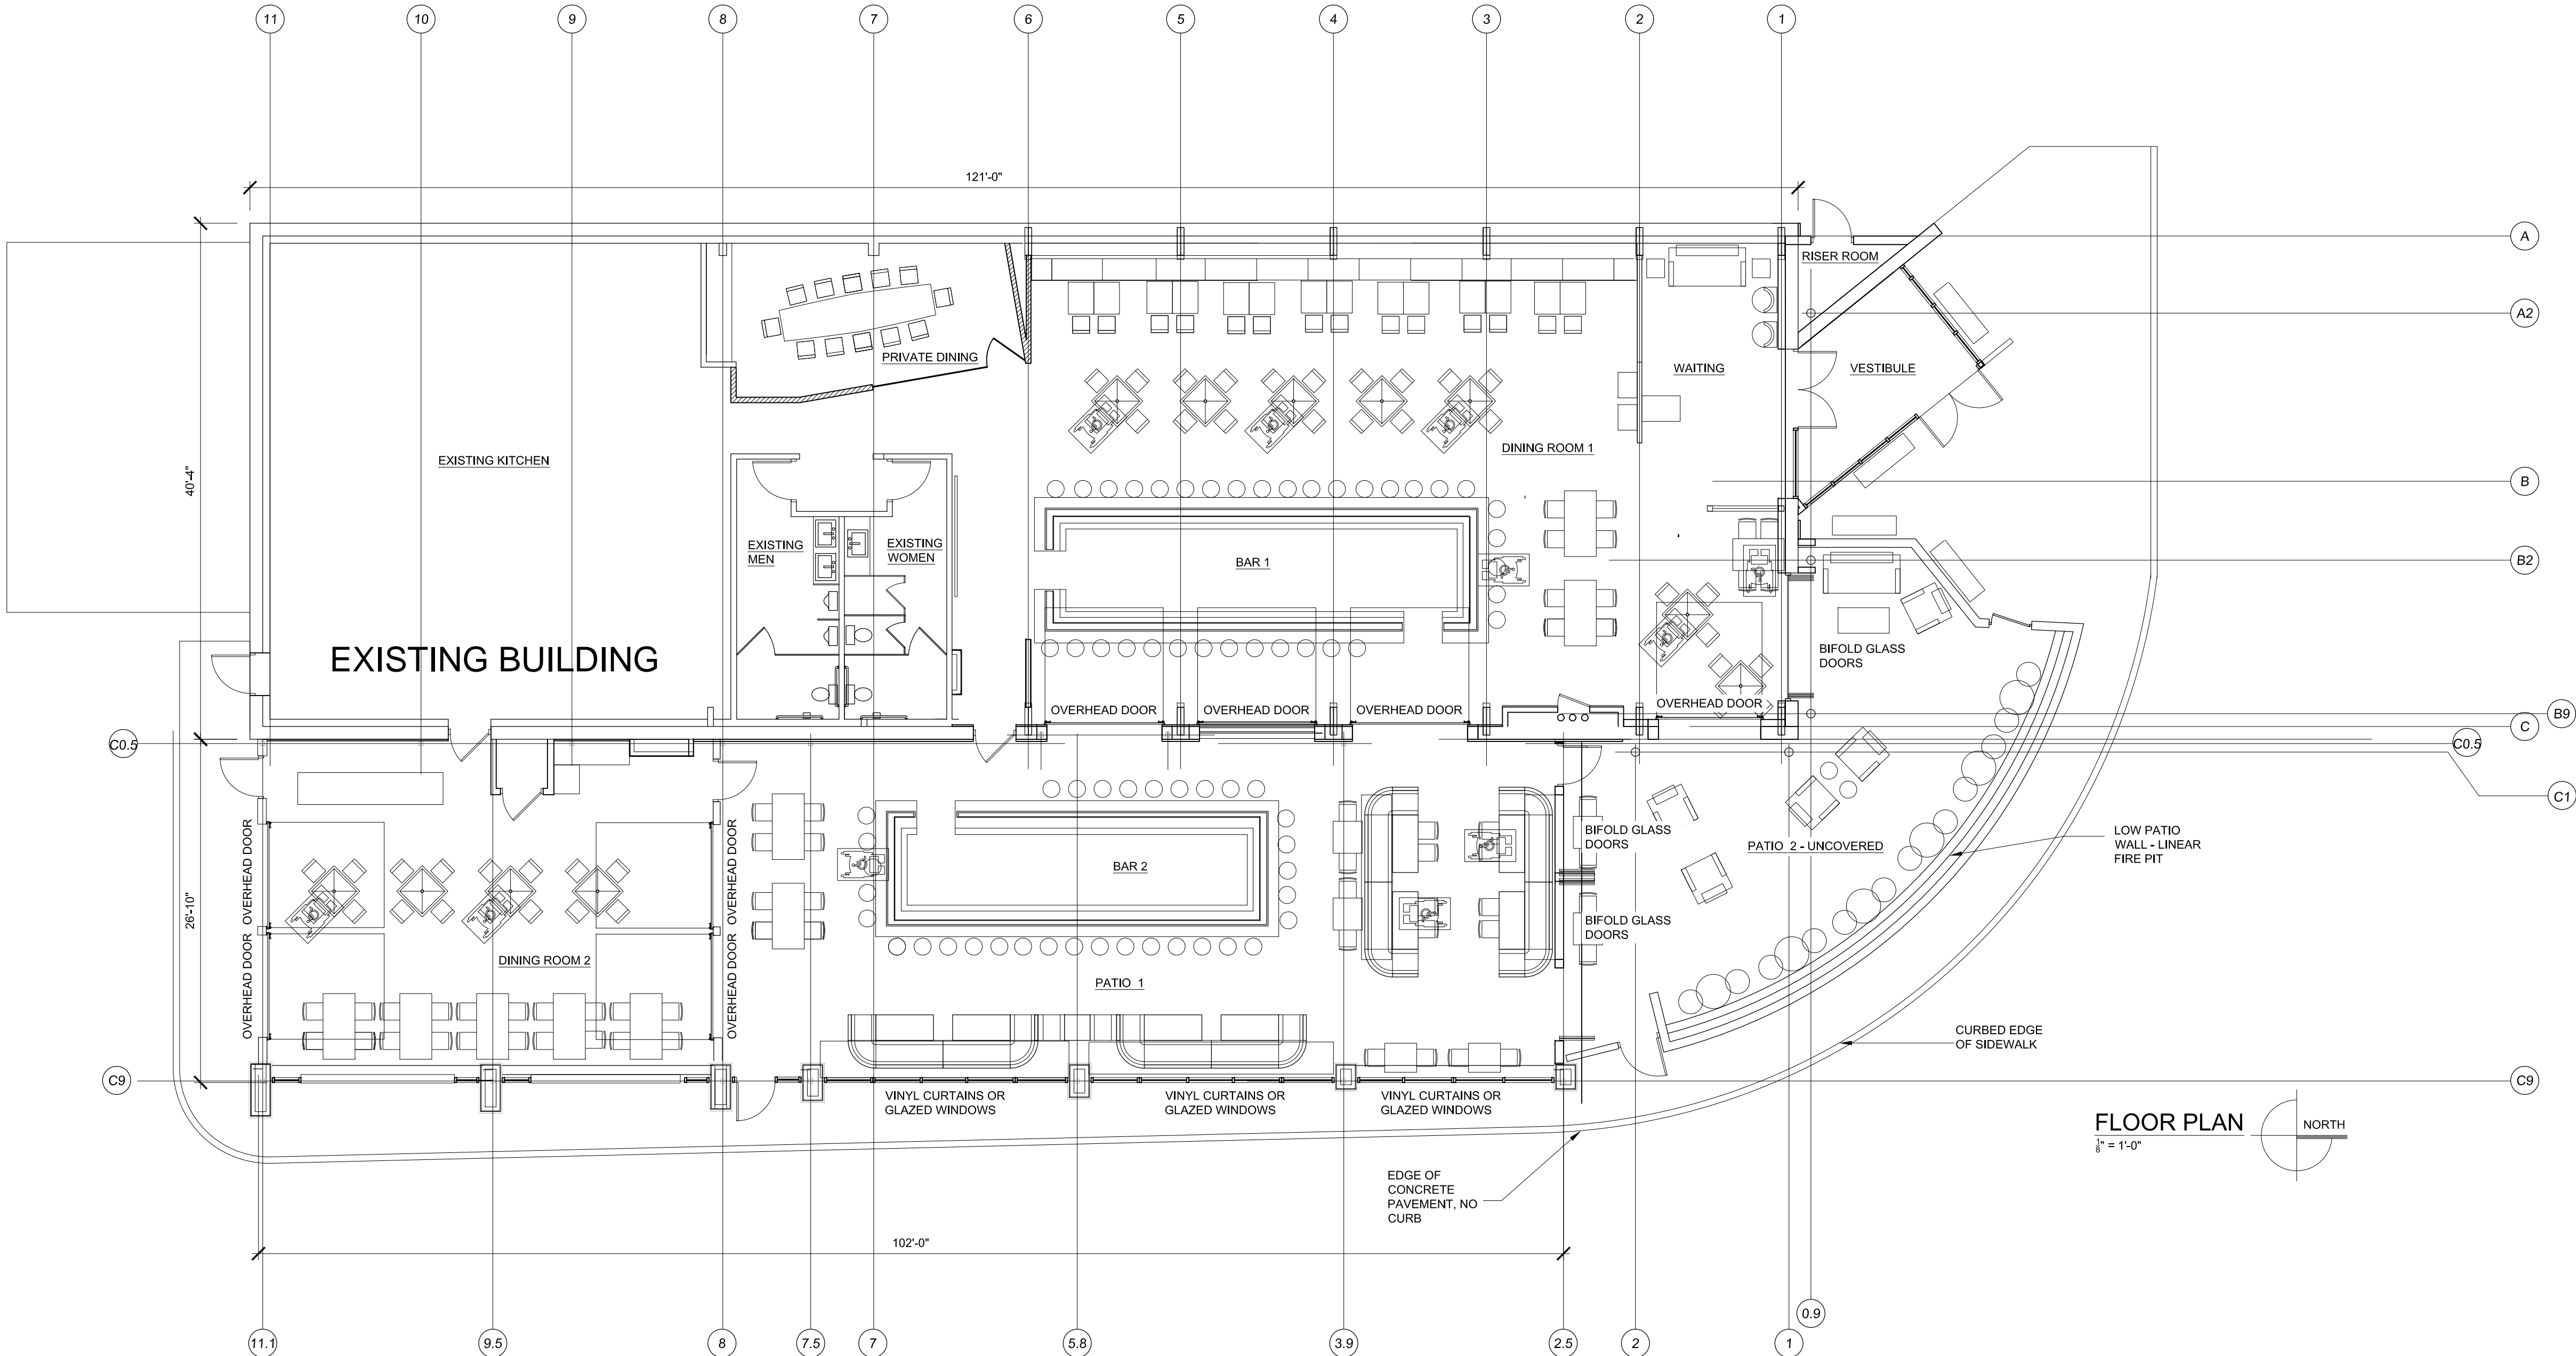 11 10 9 8 7 6 5 4 3 2 1
121'-0"
A
RISER ROOM
A2
PRIVATE DINING
WAITING
VESTIBULE
DINING ROOM 1
EXISTING KITCHEN
40'-4"
B
EXISTING
MEN
EXISTING
WOMEN
BAR 1
B2
EXISTING BUILDING
BIFOLD GLASS
DOORS
OVERHEAD DOOR
OVERHEAD DOOR
OVERHEAD DOOR
OVERHEAD DOOR
B9
C
C0.5
C0.5
C1
OVERHEAD DOOR
OVERHEAD DOOR
BIFOLD GLASS
DOORS
LOW PATIO
WALL - LINEAR
FIRE PIT
PATIO 2 - UNCOVERED
BAR 2
26'-10"
BIFOLD GLASS
DOORS
OVERHEAD DOOR
DINING ROOM 2
OVERHEAD DOOR
PATIO 1
CURBED EDGE
OF SIDEWALK
C9
C9
VINYL CURTAINS OR
GLAZED WINDOWS
VINYL CURTAINS OR
GLAZED WINDOWS
VINYL CURTAINS OR
GLAZED WINDOWS
FLOOR PLAN
NORTH
1/8" = 1'-0"
EDGE OF
CONCRETE
PAVEMENT, NO
CURB
102'-0"
0.9
11.1 9.5 8 7.5 7 5.8 3.9 2.5 2 1